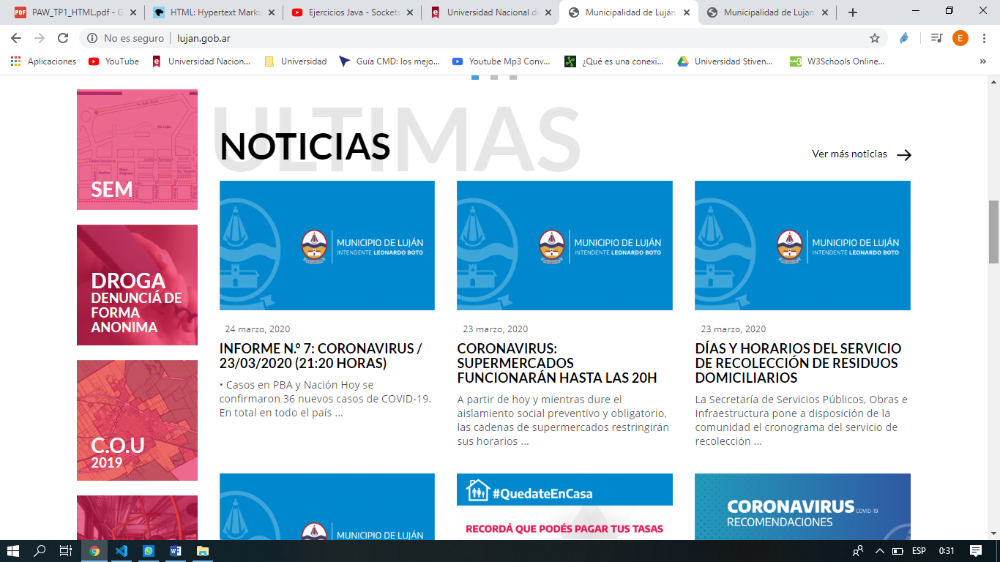 PAW_TP1_HTML.pdf - G
HTML: Hypertext Marku
Ejercicios Java - Sockets
Universidad Nacional d
Municipalidad de Luján
Municipalidad de Lujan
No es seguro
lujan.gob.ar
E
Aplicaciones
YouTube
Universidad Nacion...
Universidad
Guía CMD: los mejo...
Youtube Mp3 Conv...
¿Qué es una conexi...
Universidad Stiven...
W3Schools Online...
»
ULTIMAS
NOTICIAS
Ver más noticias
SEM
DROGA
DENUNCIÁ DE
FORMA
ANONIMA
C.O.U
2019
MUNICIPIO DE LUJÁN
INTENDENTE LEONARDO BOTO
24 marzo, 2020
INFORME N.º 7: CORONAVIRUS /
23/03/2020 (21:20 HORAS)
• Casos en PBA y Nación Hoy se
confirmaron 36 nuevos casos de COVID-19.
En total en todo el país ...
MUNICIPIO DE LUJÁN
INTENDENTE LEONARDO BOTO
23 marzo, 2020
CORONAVIRUS:
SUPERMERCADOS
FUNCIONARÁN HASTA LAS 20H
A partir de hoy y mientras dure el
aislamiento social preventivo y obligatorio,
las cadenas de supermercados restringirán
sus horarios ...
MUNICIPIO DE LUJÁN
INTENDENTE LEONARDO BOTO
23 marzo, 2020
DÍAS Y HORARIOS DEL SERVICIO
DE RECOLECCIÓN DE RESIDUOS
DOMICILIARIOS
La Secretaría de Servicios Públicos, Obras e
Infraestructura pone a disposición de la
comunidad el cronograma del servicio de
recolección ...
MUNICIPIO DE LUJÁN
#QuedateEnCasa
RECORDÁ QUE PODÉS PAGAR TUS TASAS
CORONAVIRUS COVID-19
RECOMENDACIONES
ESP
0:31